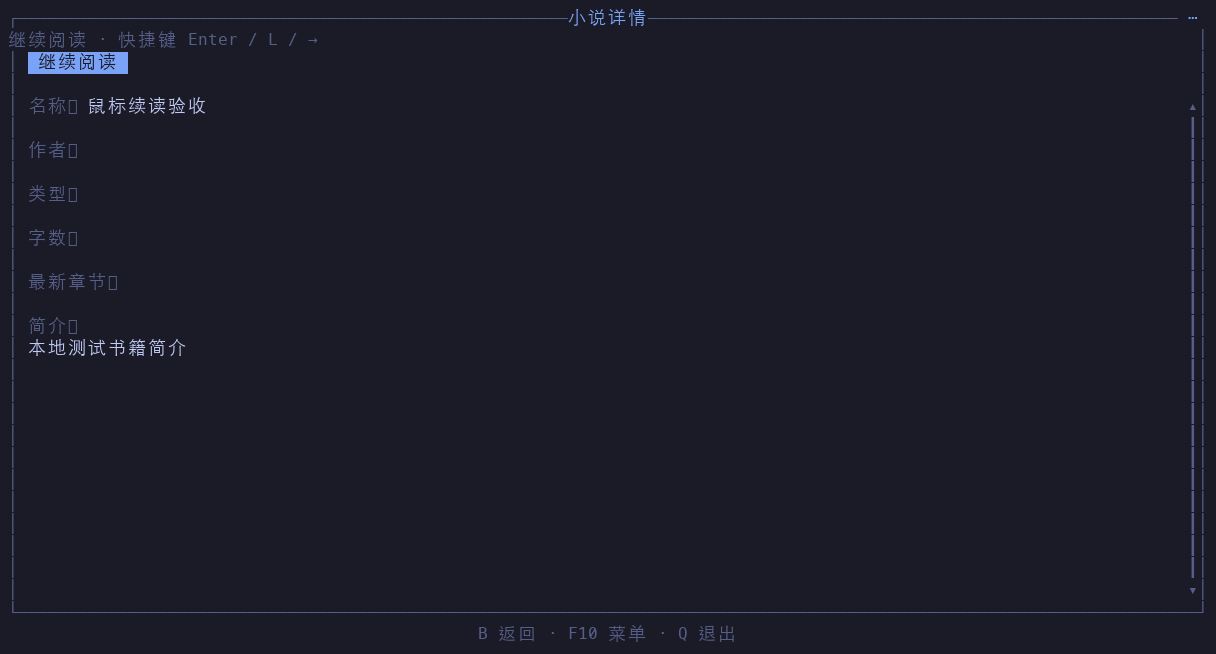 小说详情 …
继续阅读 · 快捷键 Enter / L / →
继续阅读
名称▯ 鼠标续读验收
作者▯
类型▯
字数▯
最新章节▯
简介▯
本地测试书籍简介
B 返回 · F10 菜单 · Q 退出